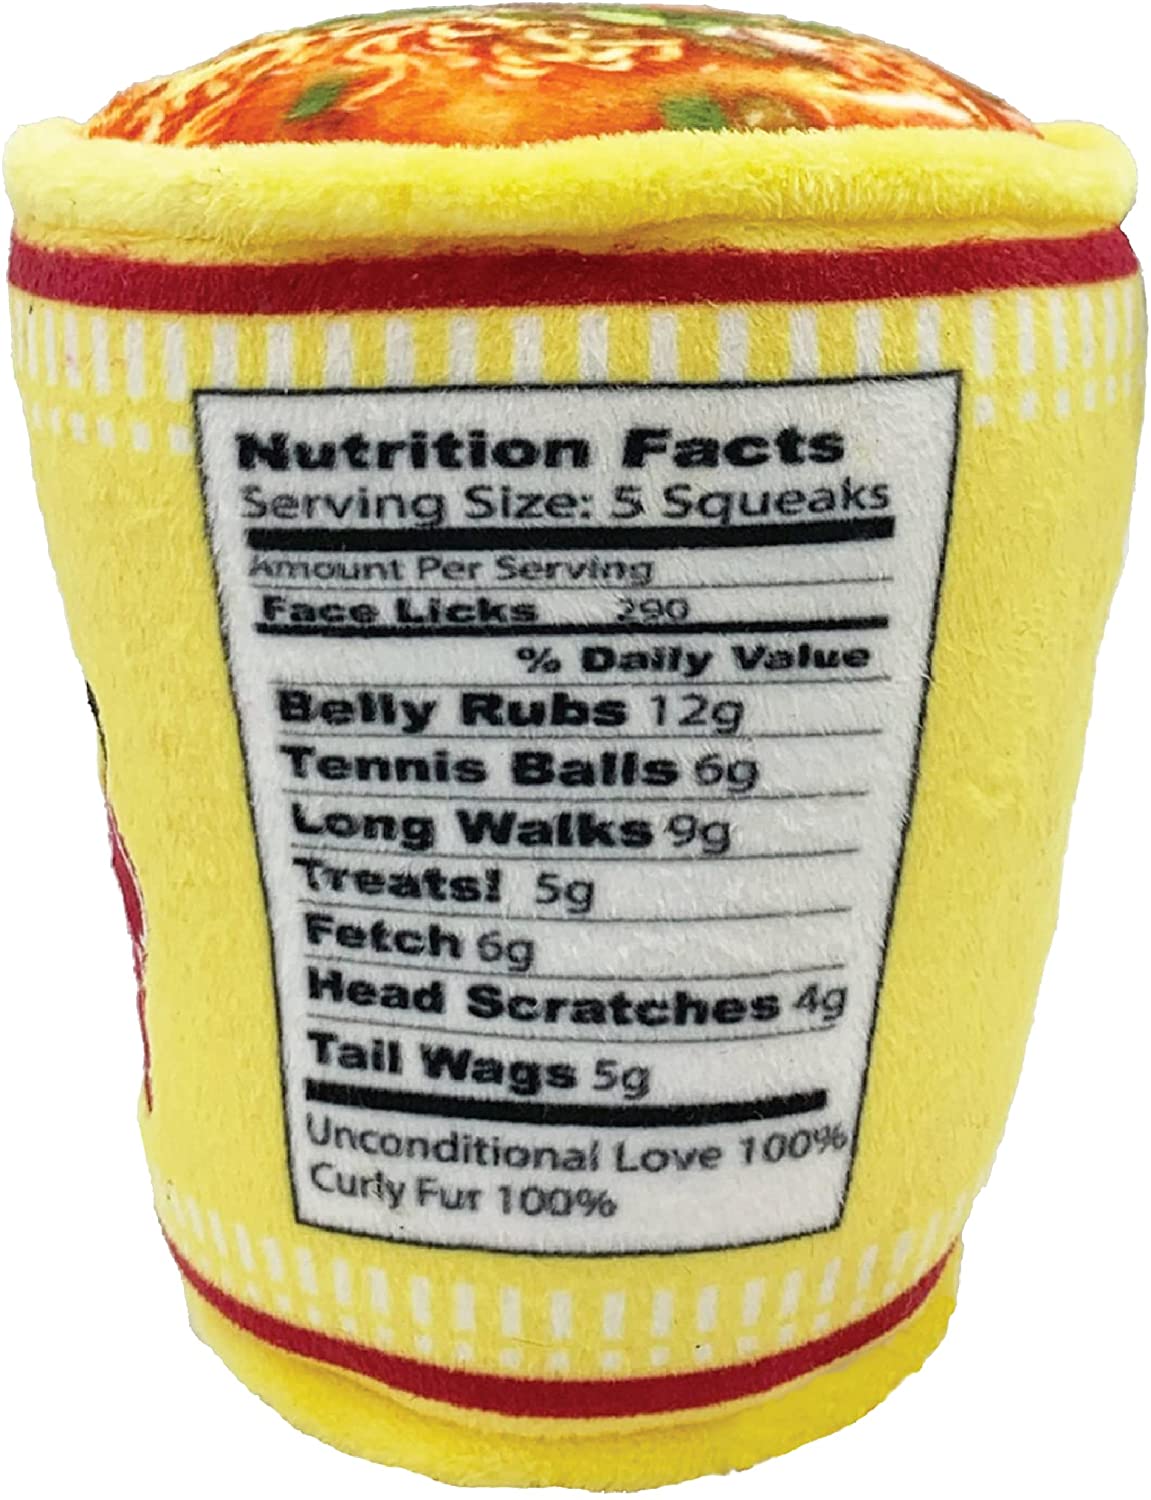 Nutrition Facts
Serving Size: 5 Squeaks
Amount Per Serving
Face Licks 290
% Daily Value
Belly Rubs 12g
Tennis Balls 6g
Long Walks 9g
Treats! 5g
Fetch 6g
Head Scratches 4g
Tail Wags 5g
Unconditional Love 100%
Curly Fur 100%